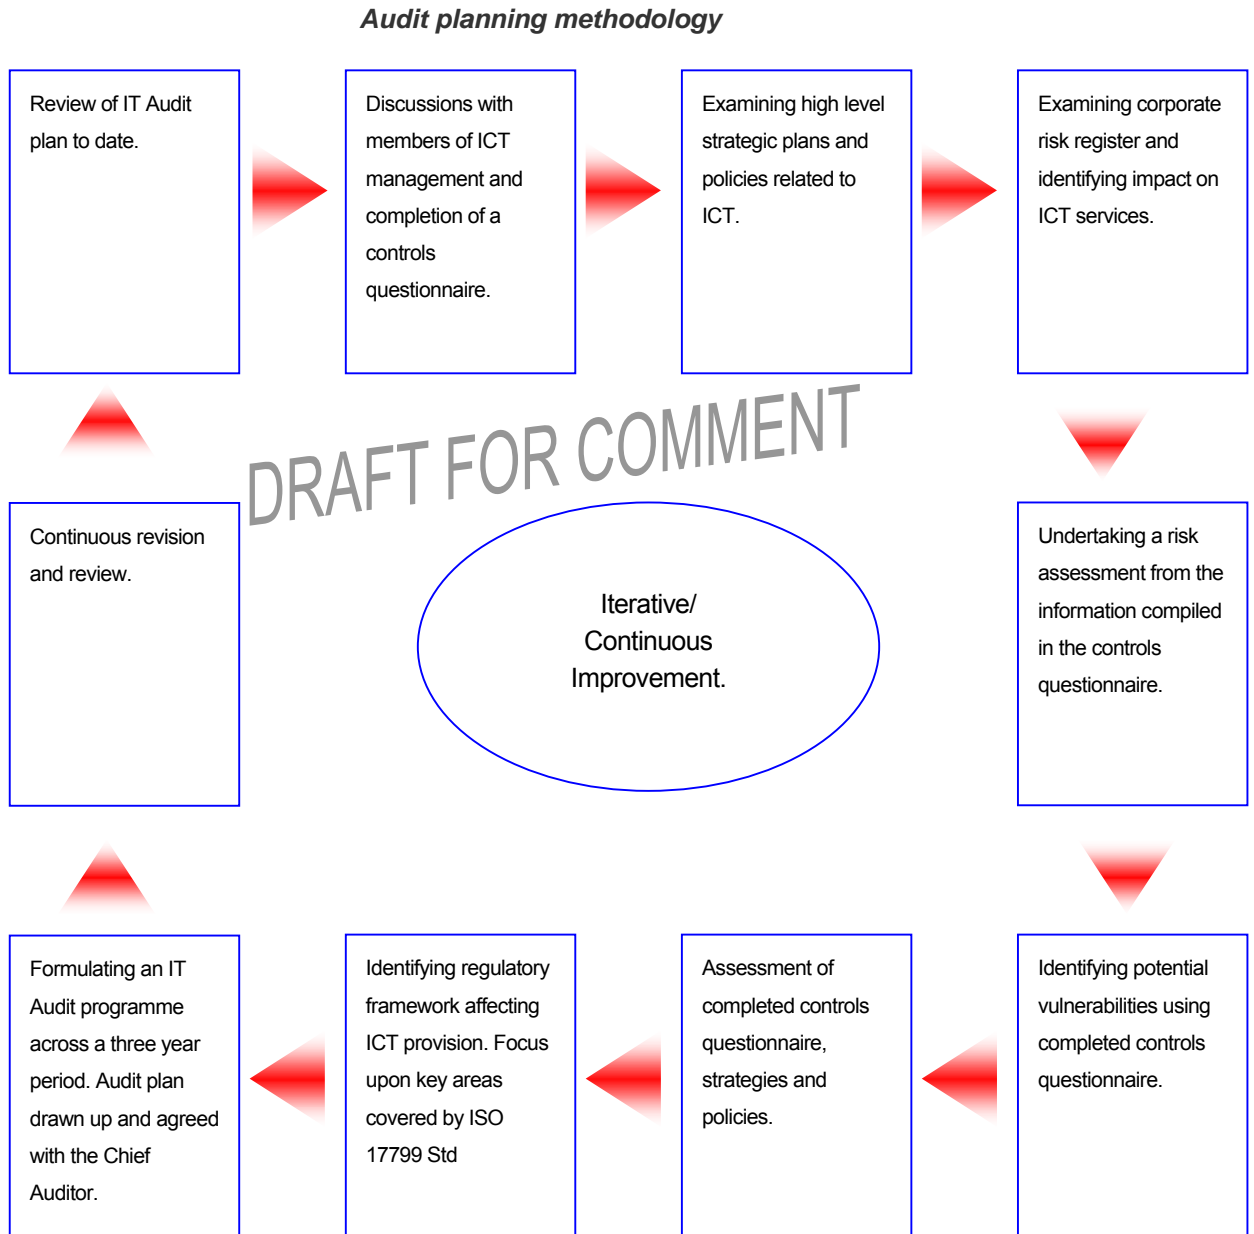 Audit planning methodology
Review of IT Audit
plan to date.
Discussions with
members of ICT
management and
completion of a
controls
questionnaire.
Examining high level
strategic plans and
policies related to
ICT.
Examining corporate
risk register and
identifying impact on
ICT services.
DRAFT FOR COMMENT
Continuous revision
and review.
Iterative/
Continuous
Improvement.
Undertaking a risk
assessment from the
information compiled
in the controls
questionnaire.
Formulating an IT
Audit programme
across a three year
period. Audit plan
drawn up and agreed
with the Chief
Auditor.
Identifying regulatory
framework affecting
ICT provision. Focus
upon key areas
covered by ISO
17799 Std
Assessment of
completed controls
questionnaire,
strategies and
policies.
Identifying potential
vulnerabilities using
completed controls
questionnaire.